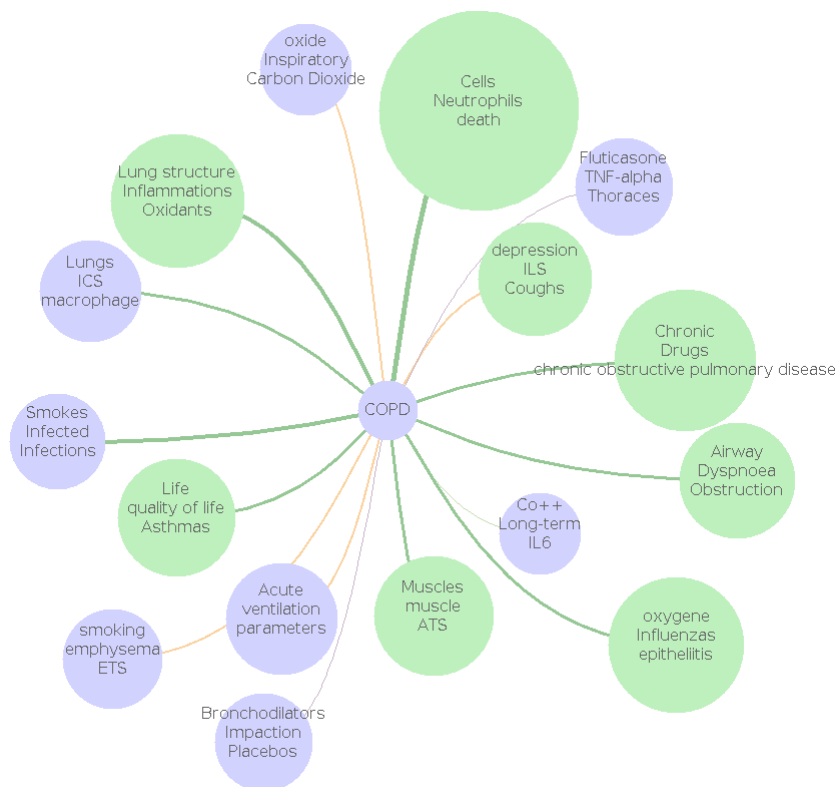 oxide
Inspiratory
Carbon Dioxide
Cells
Neutrophils
death
Fluticasone
TNF-alpha
Thoraces
Lung structure
Inflammations
Oxidants
depression
ILS
Coughs
Lungs
ICS
macrophage
Chronic
Drugs
chronic obstructive pulmonary disease
COPD
Smokes
Infected
Infections
Airway
Dyspnoea
Obstruction
Life
quality of life
Asthmas
Co++
Long-term
IL6
Acute
ventilation
parameters
Muscles
muscle
ATS
oxygene
Influenzas
epitheliitis
smoking
emphysema
ETS
Bronchodilators
Impaction
Placebos